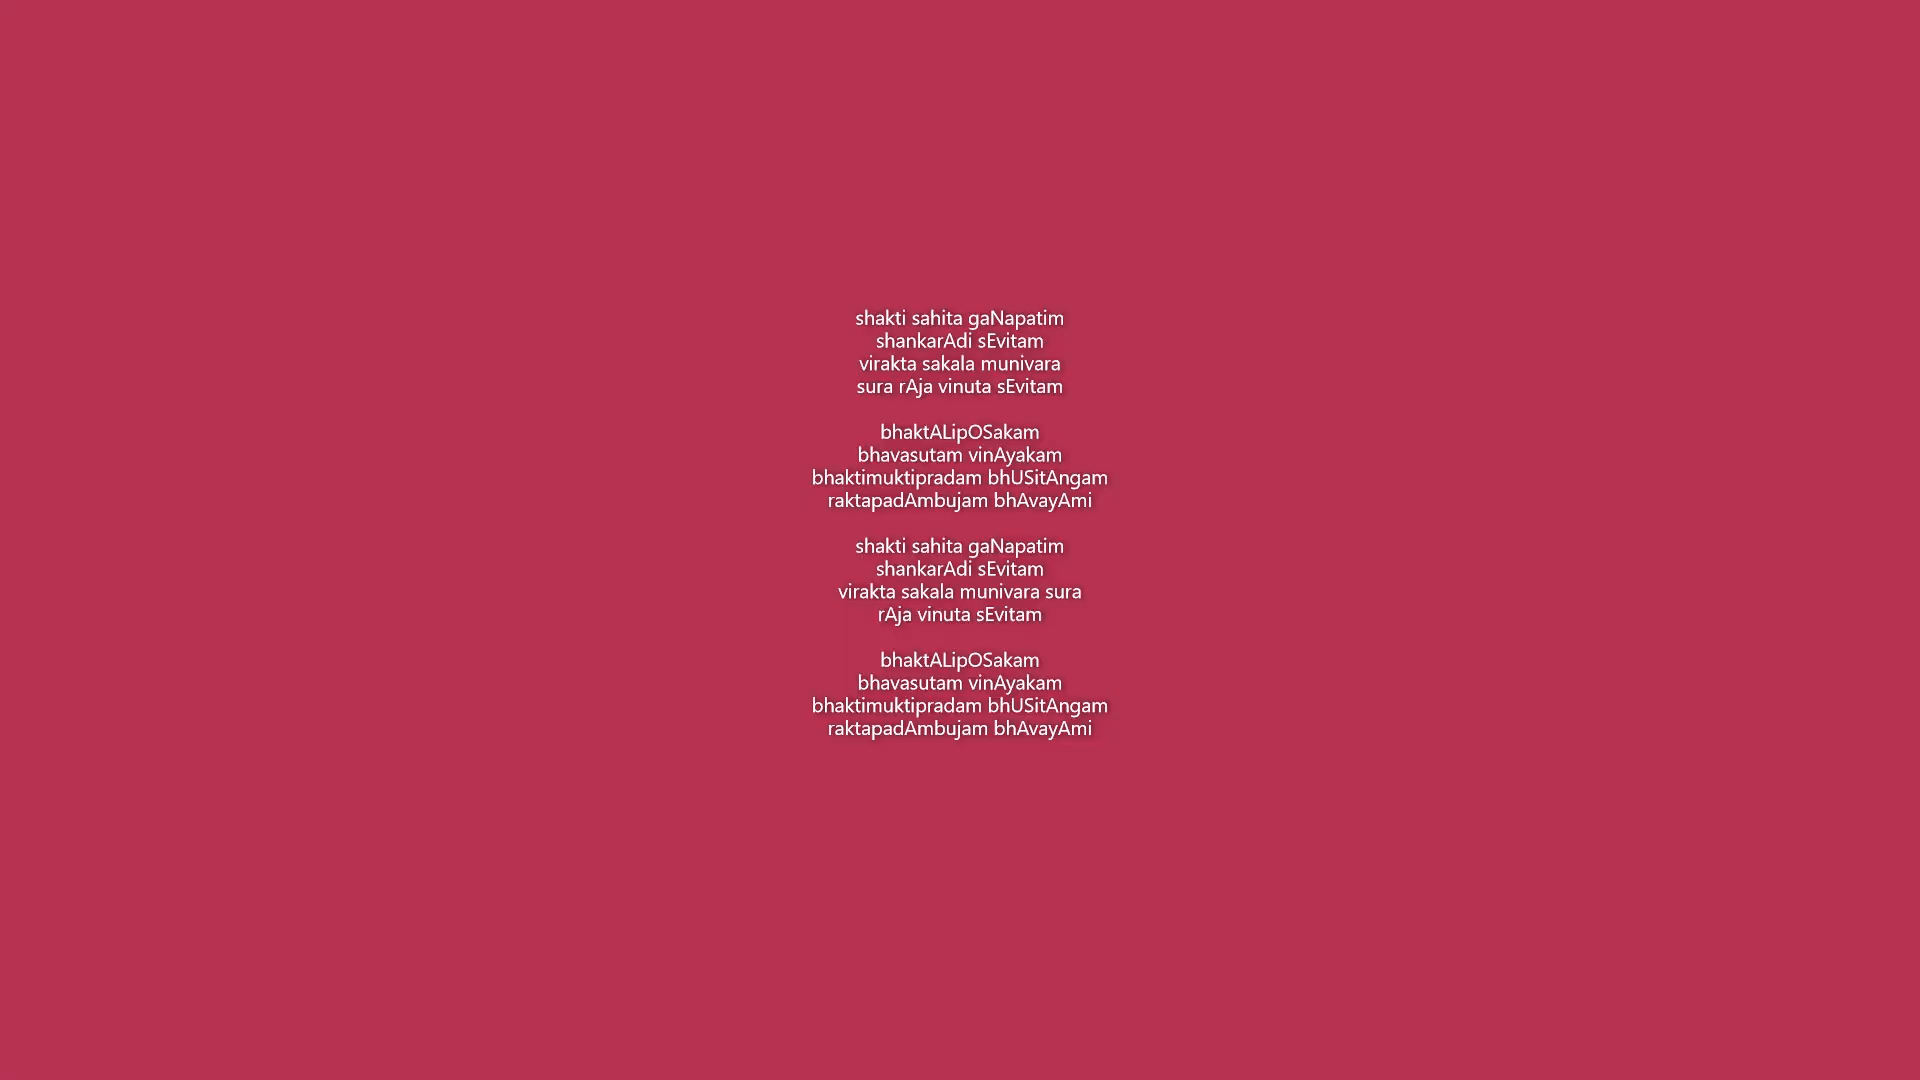 shakti sahita gaNapatim
shankarAdi sEvitam
virakta sakala munivara
sura rAja vinuta sEvitam

bhaktALipOSakam
bhavasutam vinAyakam
bhaktimuktipradam bhUSitAngam
raktapadAmbujam bhAvayAmi

shakti sahita gaNapatim
shankarAdi sEvitam
virakta sakala munivara sura
rAja vinuta sEvitam

bhaktALipOSakam
bhavasutam vinAyakam
bhaktimuktipradam bhUSitAngam
raktapadAmbujam bhAvayAmi